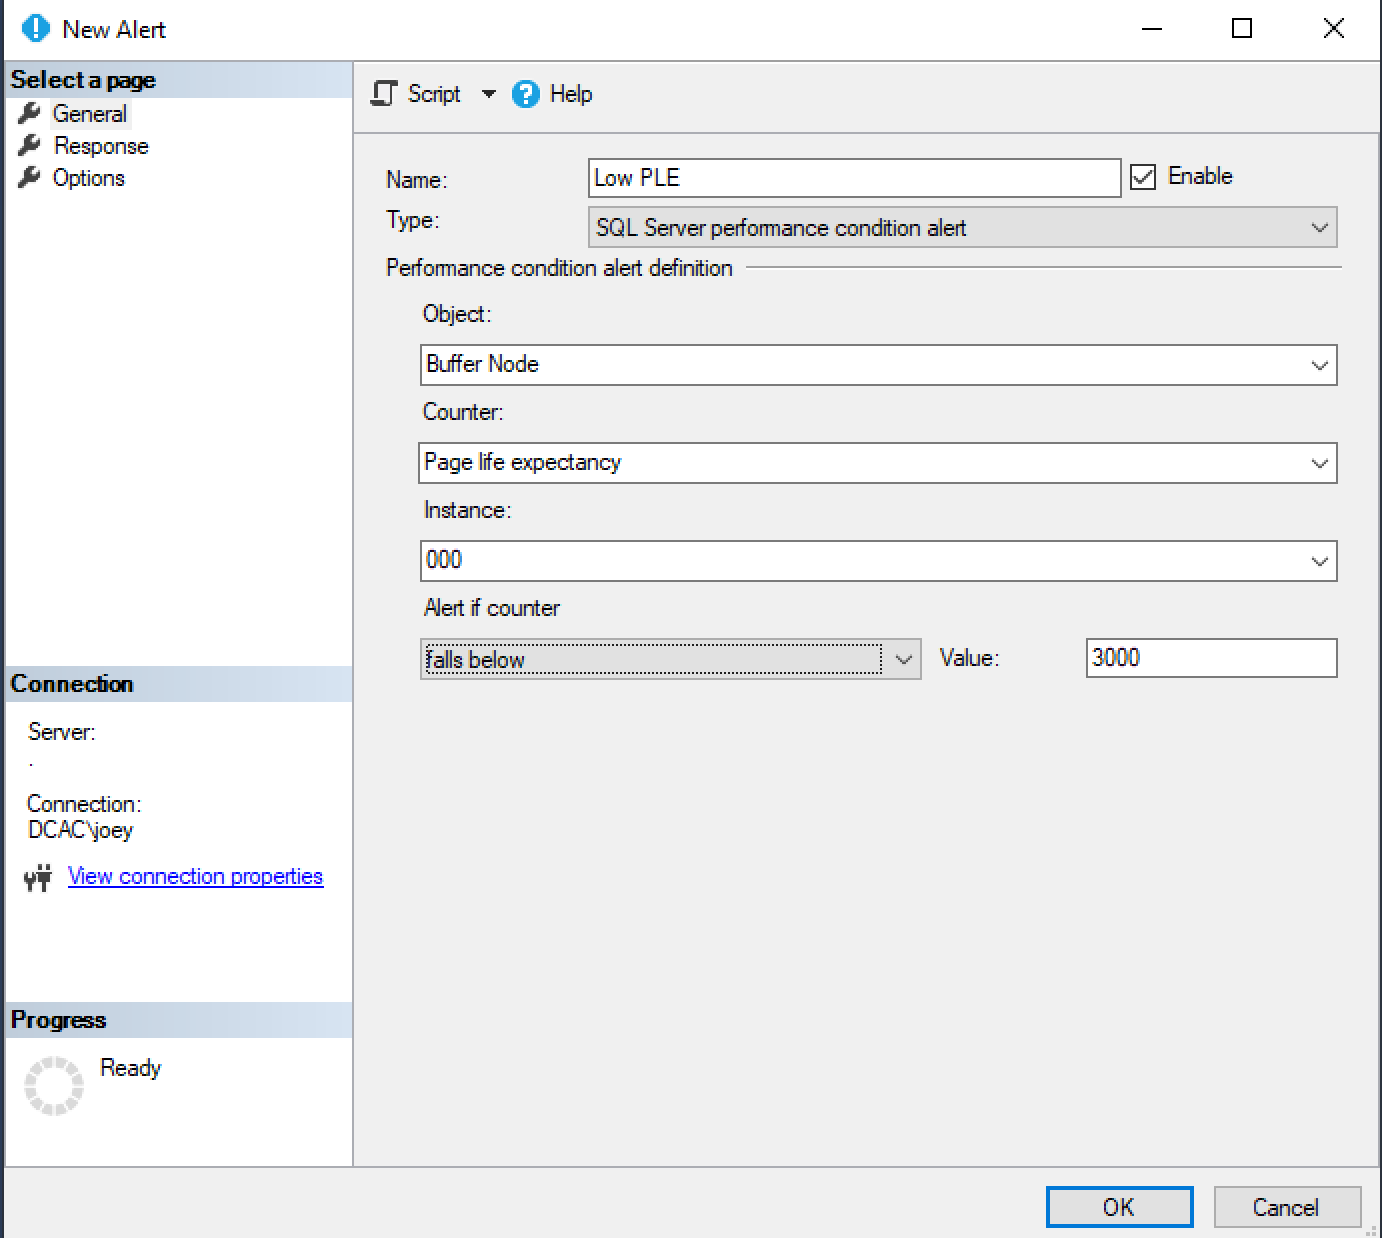 New Alert
Select a page
General
Response
Options
Script
Help
Name:
Low PLE
Enable
Type:
SQL Server performance condition alert
Performance condition alert definition
Object:
Buffer Node
Counter:
Page life expectancy
Instance:
000
Alert if counter
falls below
Value:
3000
Connection
Server:
.
Connection:
DCAC\joey
View connection properties
Progress
Ready
OK
Cancel